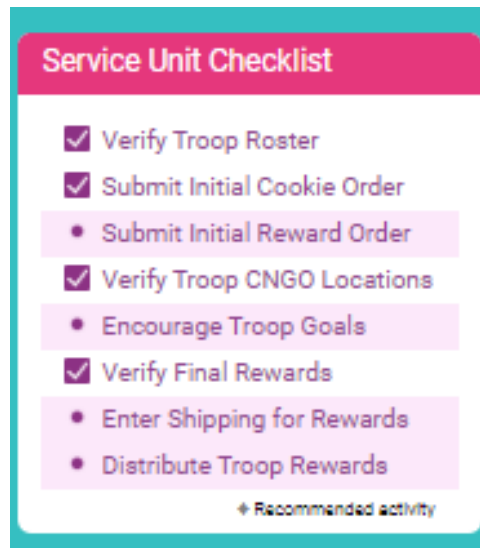 Service Unit Checklist
Verify Troop Roster
Submit Initial Cookie Order
Submit Initial Reward Order
Verify Troop CNGO Locations
Encourage Troop Goals
Verify Final Rewards
Enter Shipping for Rewards
Distribute Troop Rewards
Recommended activity